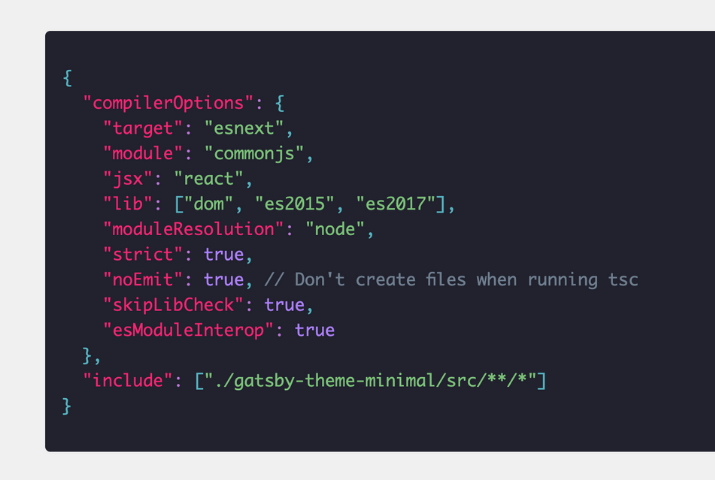 {
  "compilerOptions": {
    "target": "esnext",
    "module": "commonjs",
    "jsx": "react",
    "lib": ["dom", "es2015", "es2017"],
    "moduleResolution": "node",
    "strict": true,
    "noEmit": true, // Don't create files when running tsc
    "skipLibCheck": true,
    "esModuleInterop": true
  },
  "include": ["./gatsby-theme-minimal/src/**/*"]
}